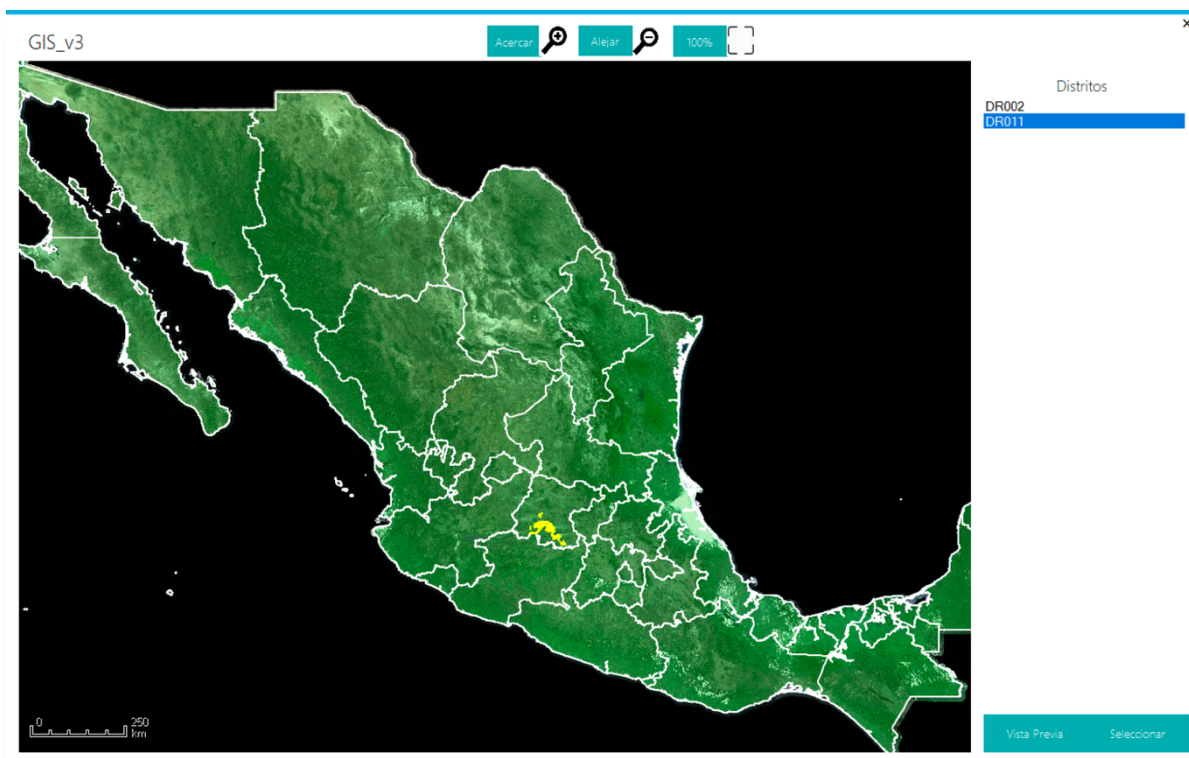 ×
GIS_v3
Acercar
Alejar
100%
Distritos
DR002
DR011
0 250
km
Vista Previa
Seleccionar